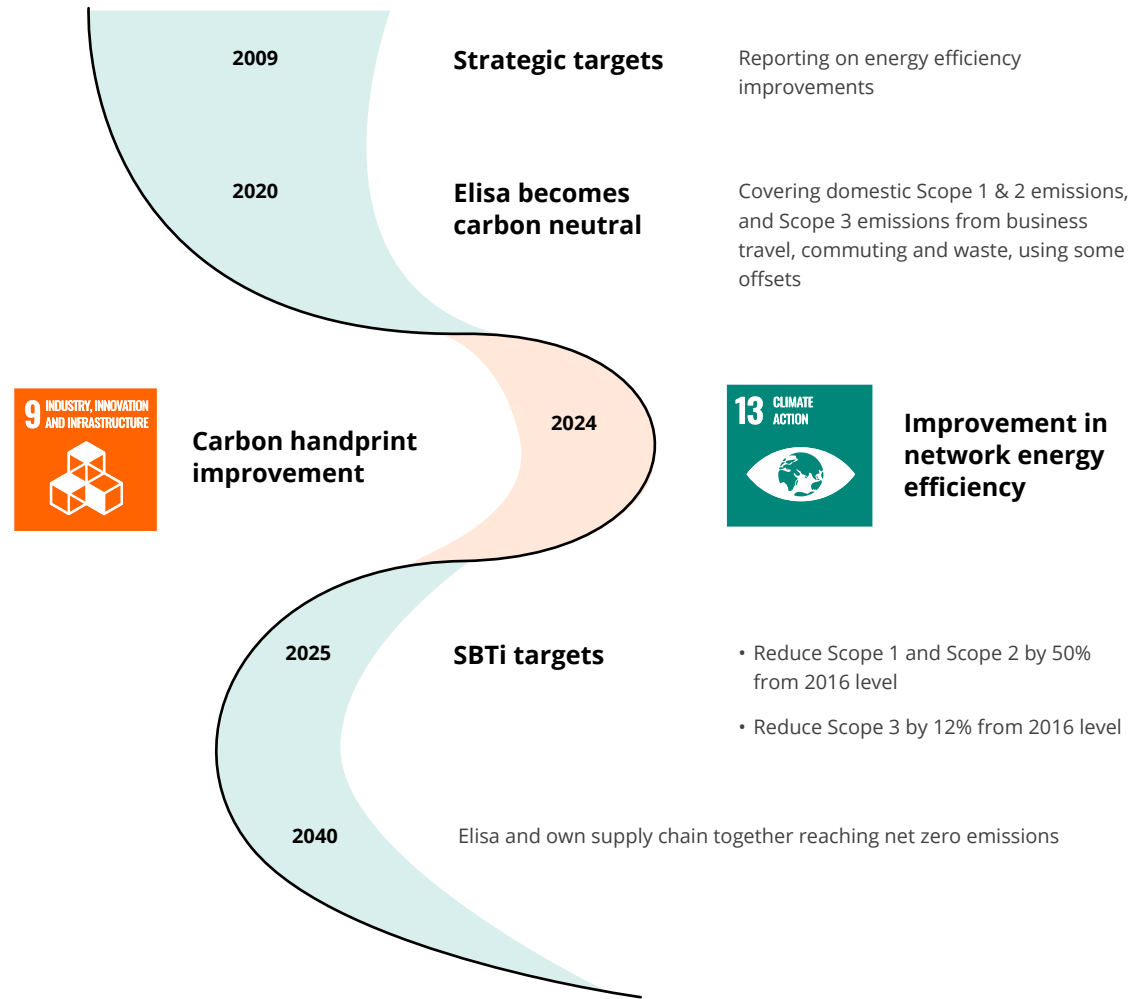 2009
Strategic targets
Reporting on energy efficiency
improvements
2020
Elisa becomes
carbon neutral
Covering domestic Scope 1 & 2 emissions,
and Scope 3 emissions from business
travel, commuting and waste, using some
offsets
9 INDUSTRY, INNOVATION
AND INFRASTRUCTURE
Carbon handprint
improvement
2024
13 CLIMATE
ACTION
Improvement in
network energy
efficiency
2025
SBTi targets
• Reduce Scope 1 and Scope 2 by 50%
from 2016 level
• Reduce Scope 3 by 12% from 2016 level
2040
Elisa and own supply chain together reaching net zero emissions